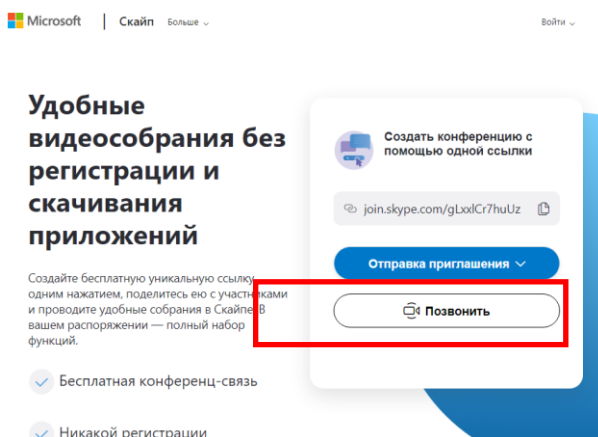 Microsoft
Скайп
Больше
Войти
Удобные
видеособрания без
регистрации и
скачивания
приложений
Создайте бесплатную уникальную ссылку
одним нажатием, поделитесь ею с участниками
и проводите удобные собрания в Скайпе. В
вашем распоряжении — полный набор
функций.
Бесплатная конференц-связь
Никакой регистрации
Создать конференцию с
помощью одной ссылки
join.skype.com/gLxxlCr7huUz
Отправка приглашения
Позвонить